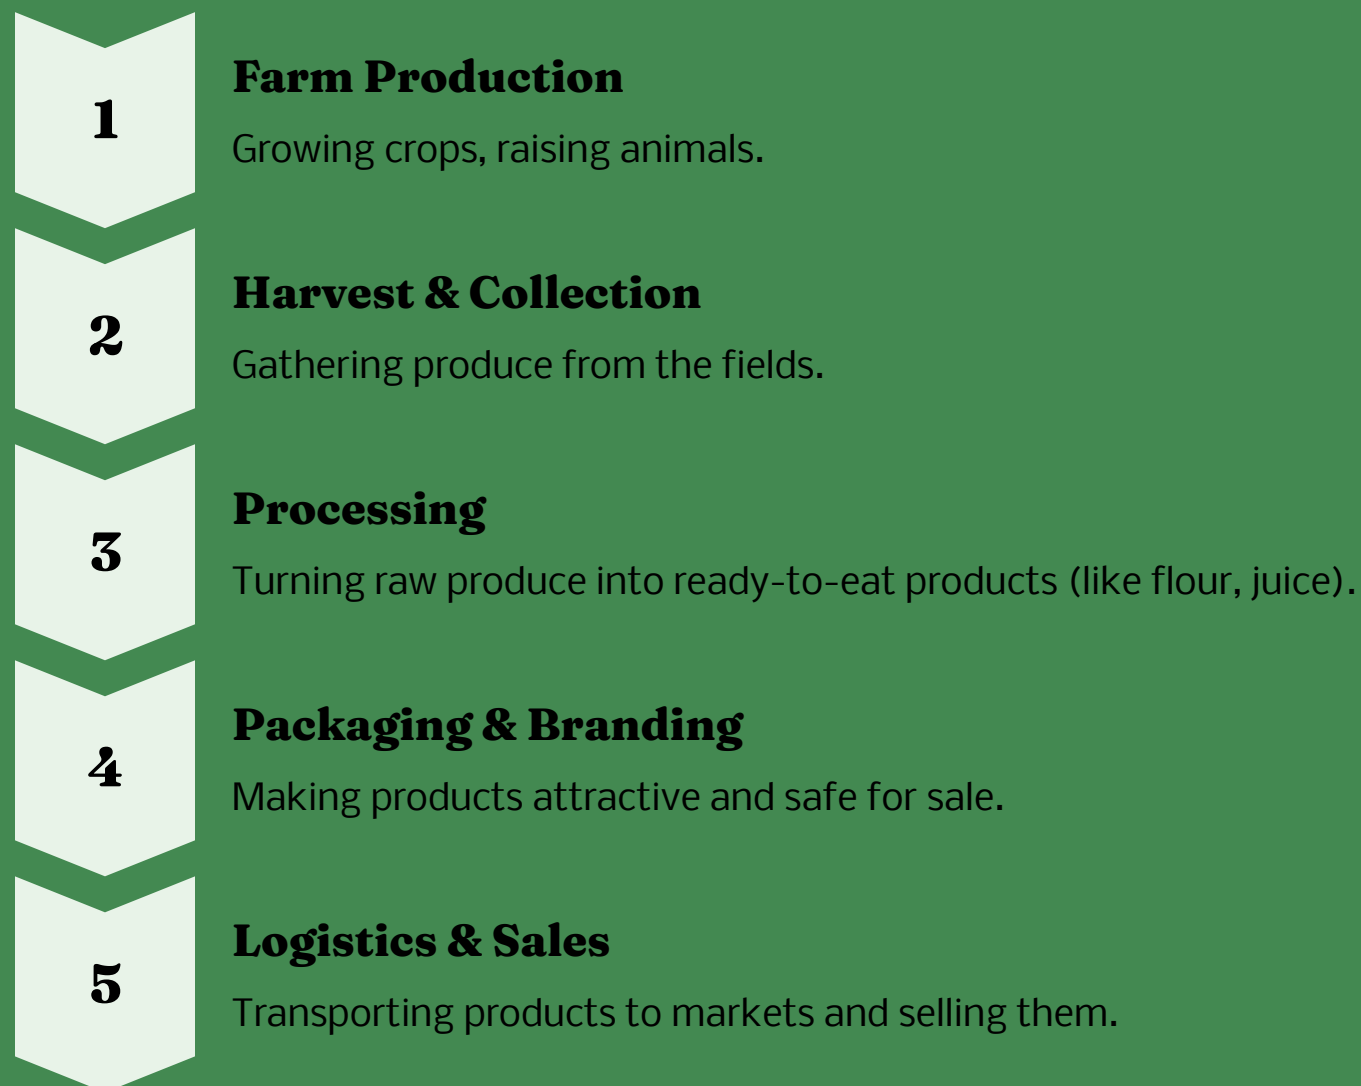 1
Farm Production
Growing crops, raising animals.
2
Harvest & Collection
Gathering produce from the fields.
3
Processing
Turning raw produce into ready-to-eat products (like flour, juice).
4
Packaging & Branding
Making products attractive and safe for sale.
5
Logistics & Sales
Transporting products to markets and selling them.